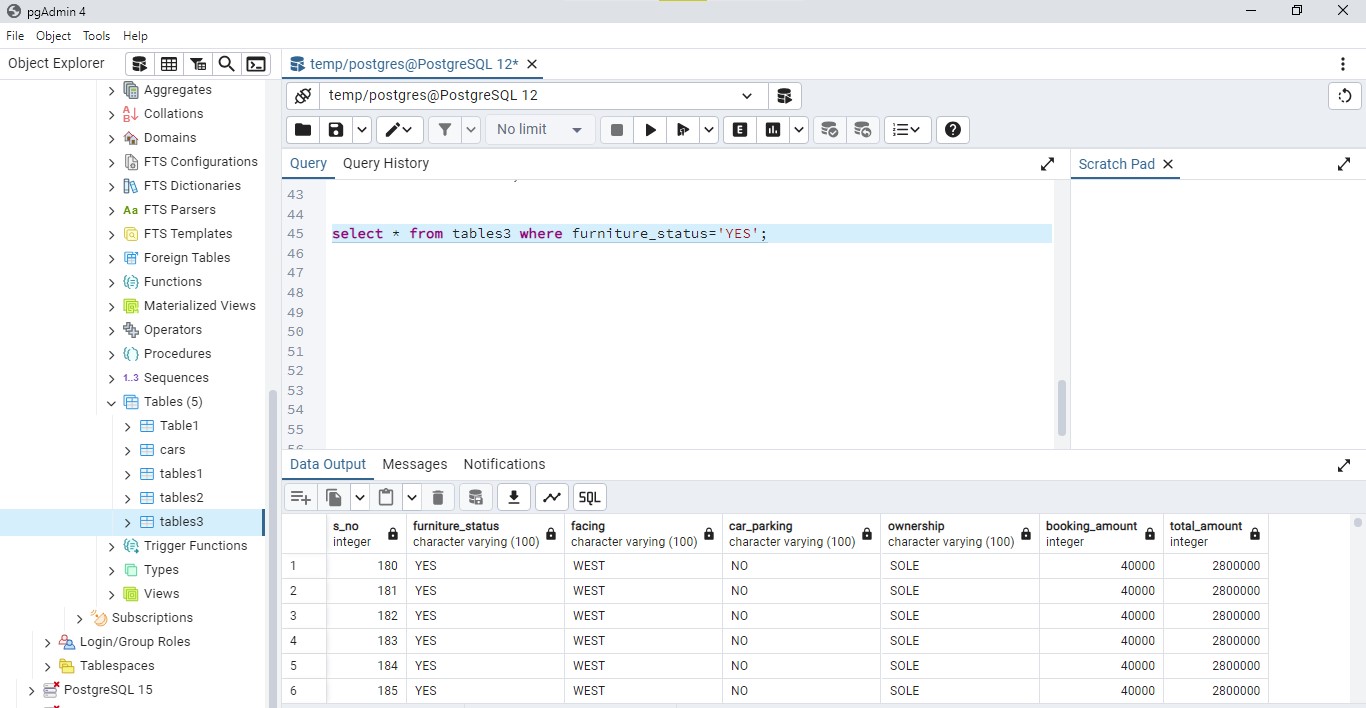 pgAdmin 4
File Object Tools Help
Object Explorer
temp/postgres@PostgreSQL 12*
temp/postgres@PostgreSQL 12
No limit
E
Query Query History
Scratch Pad
Aggregates
Collations
Domains
FTS Configurations
FTS Dictionaries
Aa FTS Parsers
FTS Templates
Foreign Tables
Functions
Materialized Views
Operators
Procedures
1..3 Sequences
Tables (5)
Table1
cars
tables1
tables2
tables3
Trigger Functions
Types
Views
Subscriptions
Login/Group Roles
Tablespaces
PostgreSQL 15
43
44
45 select * from tables3 where furniture_status='YES';
46
47
48
49
50
51
52
53
54
55
56
Data Output Messages Notifications
SQL
s_no furniture_status facing car_parking ownership booking_amount total_amount
integer character varying (100) character varying (100) character varying (100) character varying (100) integer integer
1 180 YES WEST NO SOLE 40000 2800000
2 181 YES WEST NO SOLE 40000 2800000
3 182 YES WEST NO SOLE 40000 2800000
4 183 YES WEST NO SOLE 40000 2800000
5 184 YES WEST NO SOLE 40000 2800000
6 185 YES WEST NO SOLE 40000 2800000